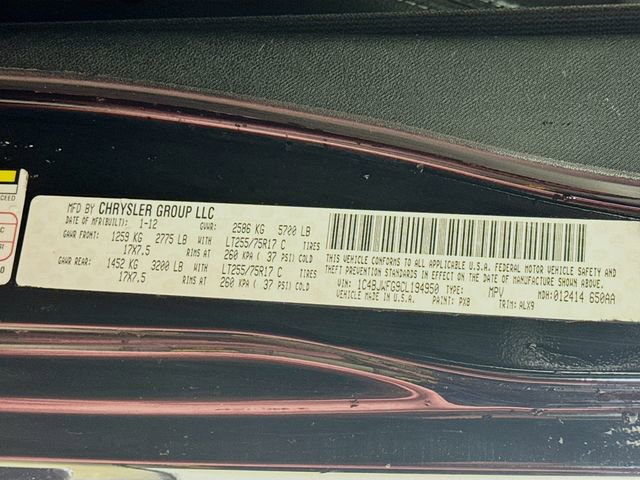 MFD BY CHRYSLER GROUP LLC
DATE OF MFR(BUILT): 1-12 GVWR: 2586 KG 5700 LB
GAWR FRONT: 1259 KG 2775 LB WITH LT255/75R17 C TIRES
17X7.5 RIMS AT 260 KPA ( 37 PSI) COLD
GAWR REAR: 1452 KG 3200 LB WITH LT255/75R17 C TIRES
17X7.5 RIMS AT 260 KPA ( 37 PSI) COLD
THIS VEHICLE CONFORMS TO ALL APPLICABLE U.S.A. FEDERAL MOTOR VEHICLE SAFETY AND
THEFT PREVENTION STANDARDS IN EFFECT ON THE DATE OF MANUFACTURE SHOWN ABOVE.
VIN: 1C4BJWFG9CL194950 TYPE: MPV MDH: 012414 650AA
VEHICLE MADE IN U.S.A. PAINT: PX8 TRIM: ALX9
CEED